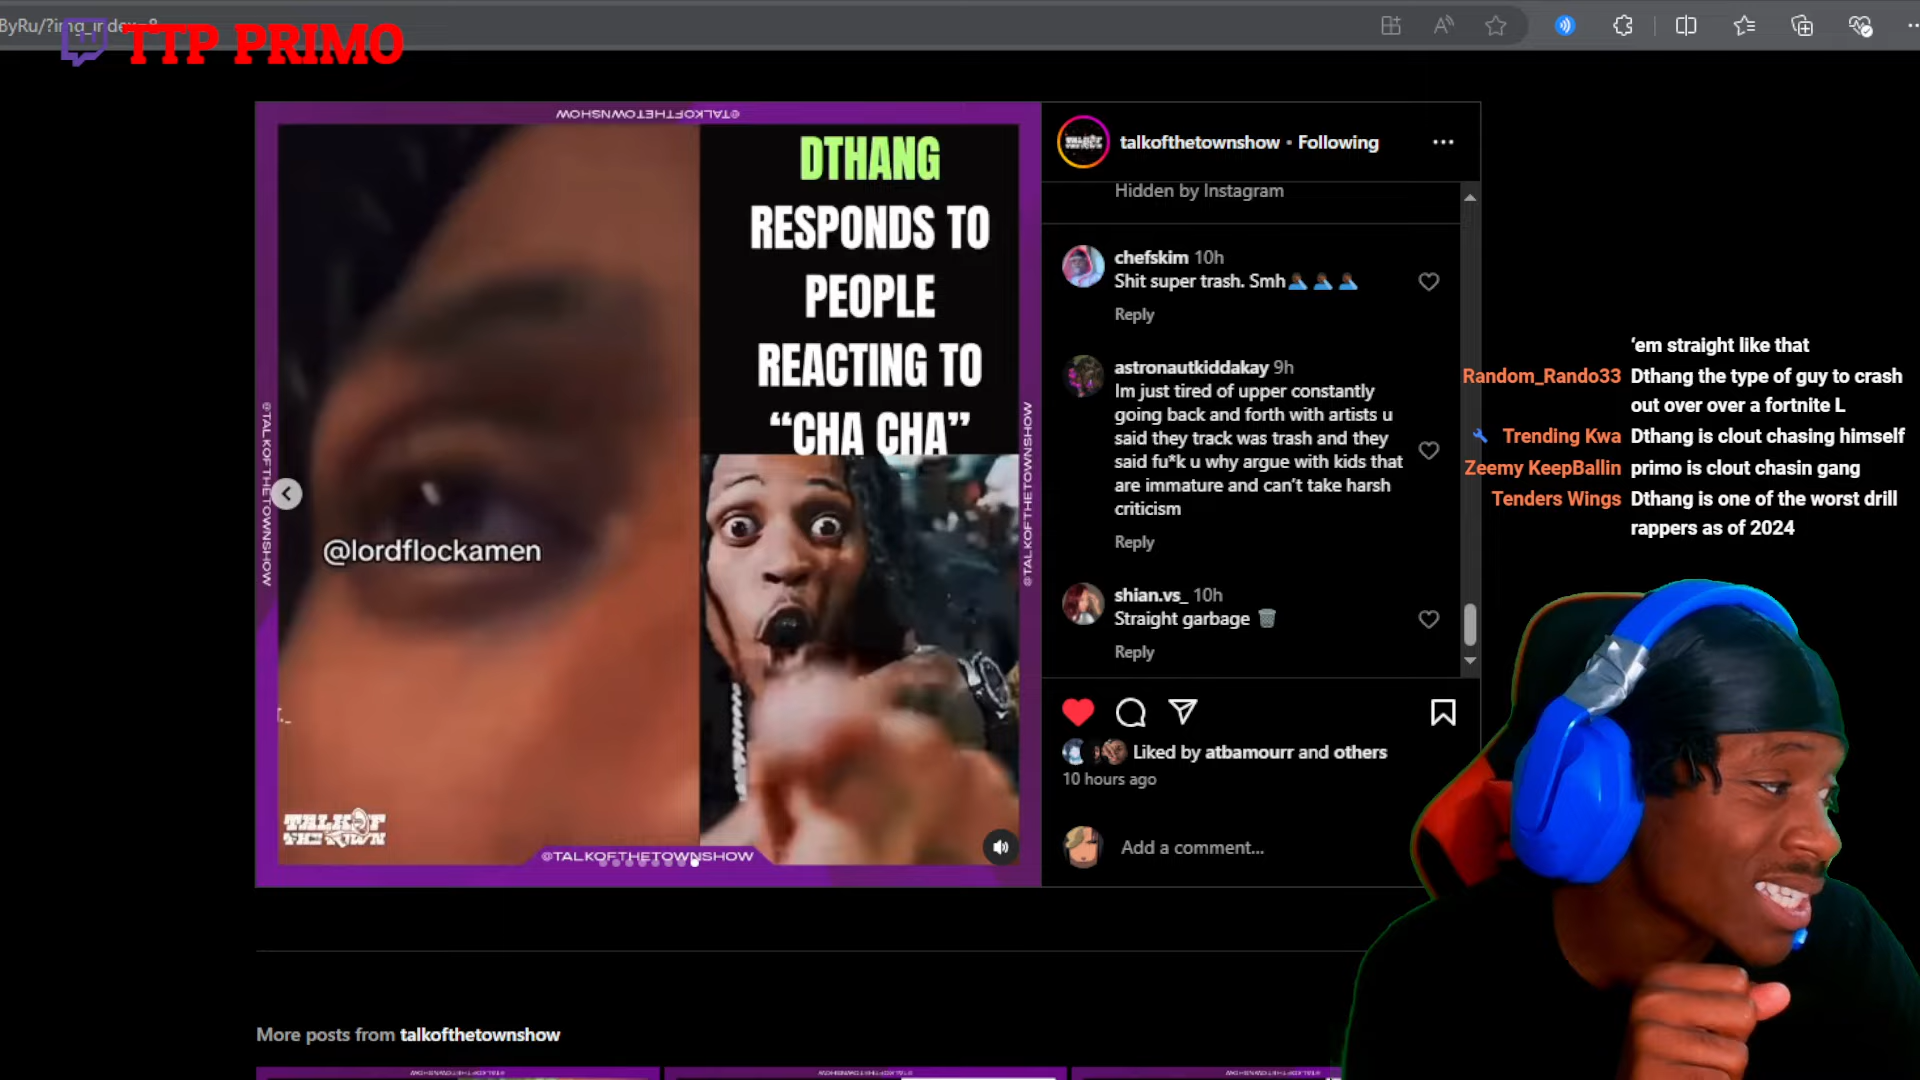 ByRu/?img_index=8
TTP PRIMO
@TALKOFTHETOWNSHOW
DTHANG
RESPONDS TO
PEOPLE
REACTING TO
“CHA CHA”
@TALKOFTHETOWNSHOW
@TALKOFTHETOWNSHOW
@lordflockamen
TALK OF
THE TOWN
@TALKOFTHETOWNSHOW
talkofthetownshow • Following
Hidden by Instagram
chefskim 10h
Shit super trash. Smh
Reply
astronautkiddakay 9h
Im just tired of upper constantly
going back and forth with artists u
said they track was trash and they
said fu*k u why argue with kids that
are immature and can’t take harsh
criticism
Reply
shian.vs_ 10h
Straight garbage
Reply
Liked by atbamourr and others
10 hours ago
Add a comment...
‘em straight like that
Random_Rando33 Dthang the type of guy to crash
out over over a fortnite L
Trending Kwa Dthang is clout chasing himself
Zeemy KeepBallin primo is clout chasin gang
Tenders Wings Dthang is one of the worst drill
rappers as of 2024
More posts from talkofthetownshow